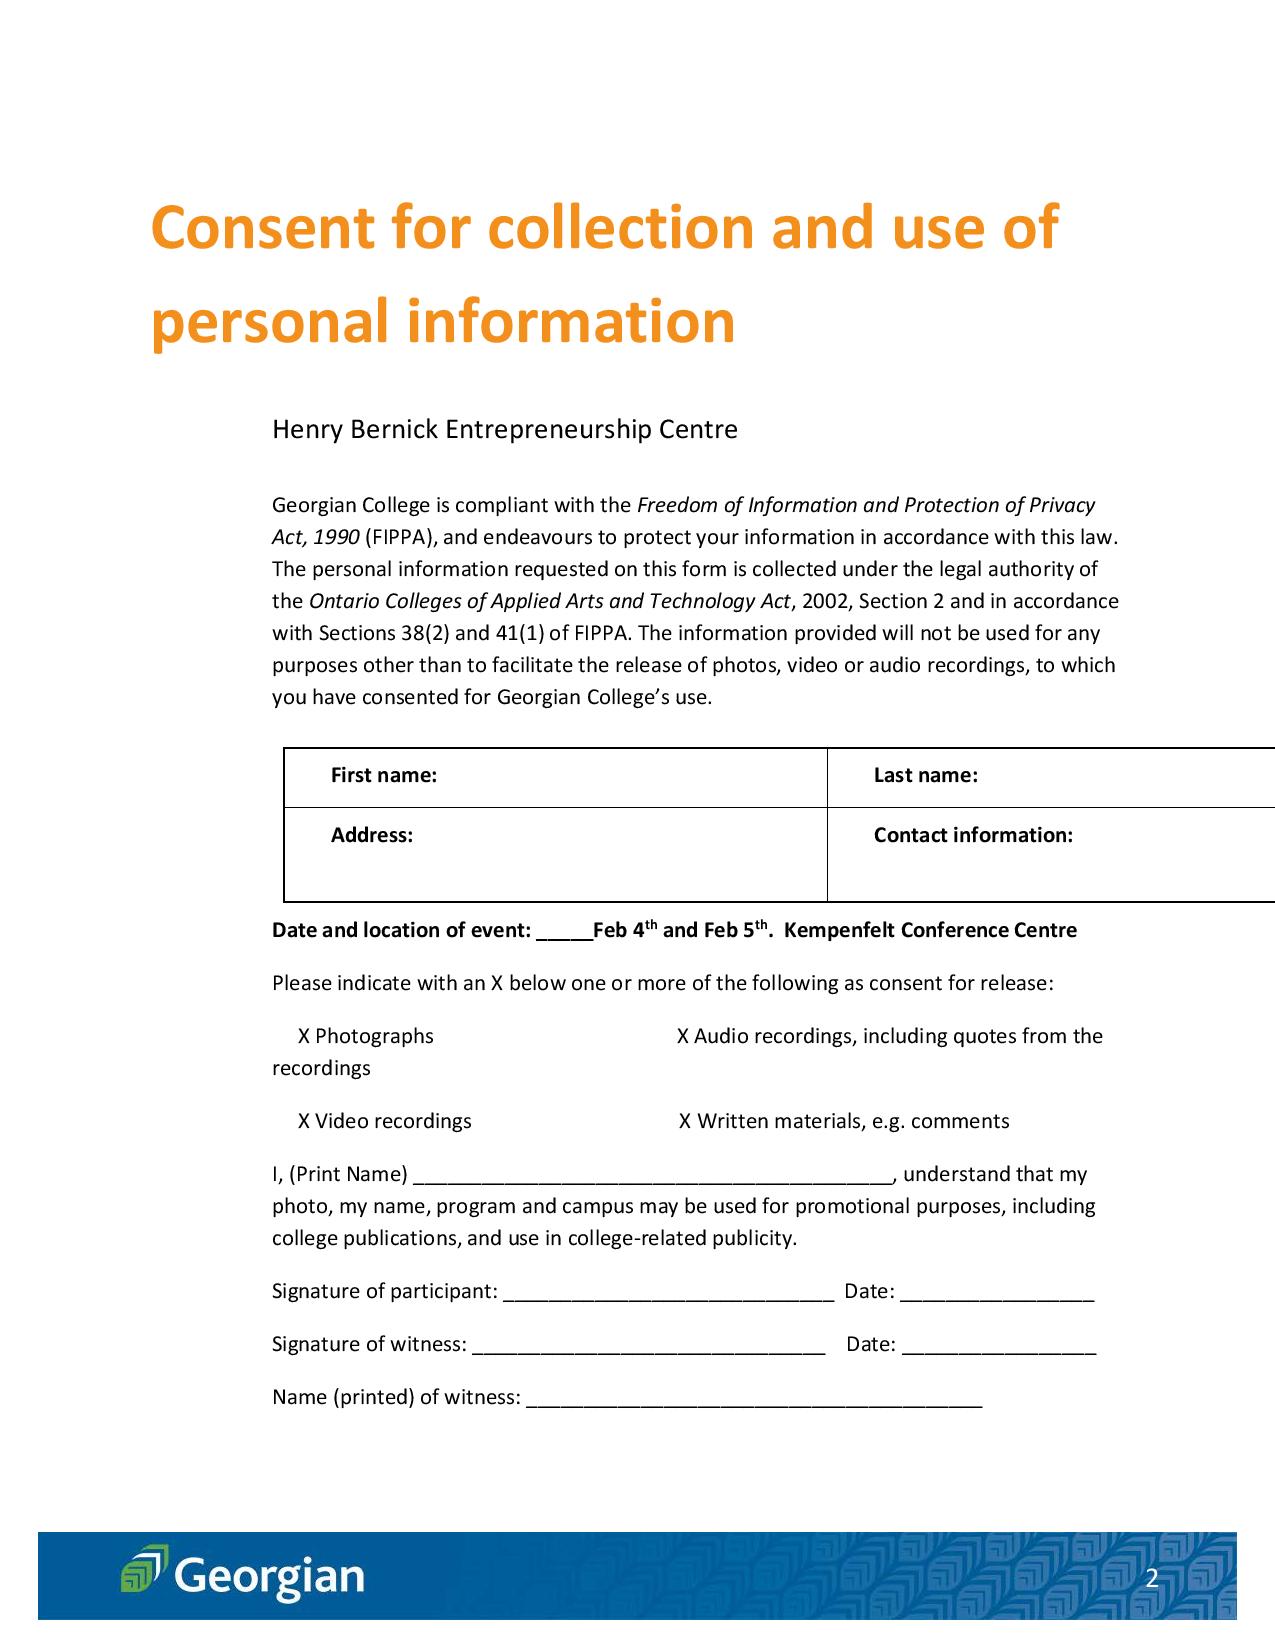 Consent for collection and use of
personal information
Henry Bernick Entrepreneurship Centre
Georgian College is compliant with the Freedom of Information and Protection of Privacy
Act, 1990 (FIPPA), and endeavours to protect your information in accordance with this law.
The personal information requested on this form is collected under the legal authority of
the Ontario Colleges of Applied Arts and Technology Act, 2002, Section 2 and in accordance
with Sections 38(2) and 41(1) of FIPPA. The information provided will not be used for any
purposes other than to facilitate the release of photos, video or audio recordings, to which
you have consented for Georgian College’s use.
First name: Last name:
Address: Contact information:
Date and location of event: _____Feb 4th and Feb 5th. Kempenfelt Conference Centre
Please indicate with an X below one or more of the following as consent for release:
X Photographs X Audio recordings, including quotes from the
recordings
X Video recordings X Written materials, e.g. comments
I, (Print Name) __________________________________________, understand that my
photo, my name, program and campus may be used for promotional purposes, including
college publications, and use in college-related publicity.
Signature of participant: _____________________________ Date: _________________
Signature of witness: _______________________________ Date: _________________
Name (printed) of witness: ________________________________________
Georgian 2